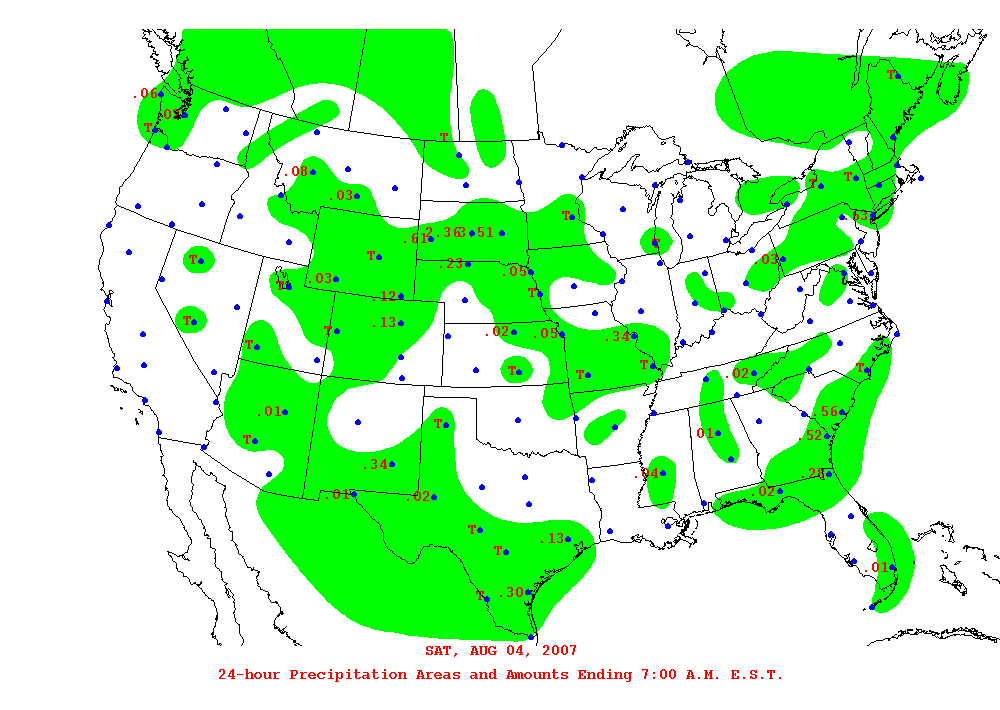 T
.06
.03
T
T
.08
.03
T
T
T
.63
.61 2.36 3.51
T
T
T
.23
.05
.03
T
.03
T
T
.12
T
.13
T
T
.02
.05
.34
T
T
T
T
.02
T
.01
T
.56
T
.01
.52
.34
.04
.28
.01
.02
.02
T
.13
T
.01
.30
T
SAT, AUG 04, 2007
24-hour Precipitation Areas and Amounts Ending 7:00 A.M. E.S.T.